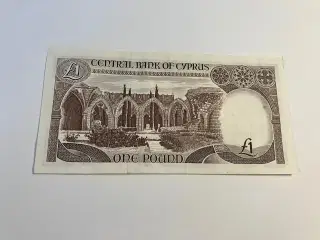 CENTRAL BANK OF CYPRUS
£1
£1
ONE POUND